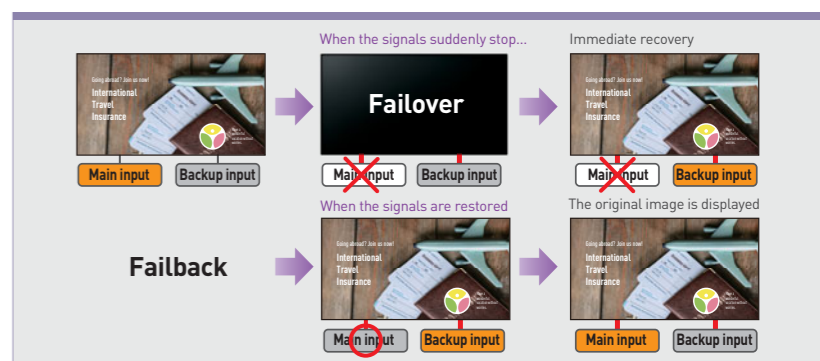 When the signals suddenly stop...
Immediate recovery
Going abroad? Join us now!
International
Travel
Insurance
Main input
Backup input
Failover
Main input
Backup input
Going abroad? Join us now!
International
Travel
Insurance
Main input
Backup input
Failback
When the signals are restored
Going abroad? Join us now!
International
Travel
Insurance
Main input
Backup input
The original image is displayed
Going abroad? Join us now!
International
Travel
Insurance
Main input
Backup input